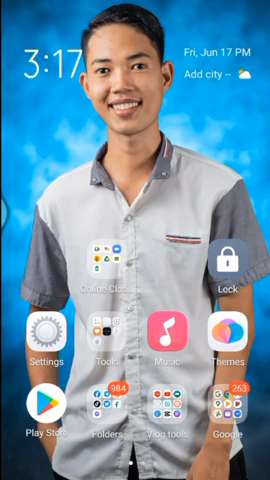 3:17
Fri, Jun 17 PM
Add city --
Online Clas
Lock
Settings
Tools
Music
Themes
984
263
Play Store
Folders
Vlog tools
Google